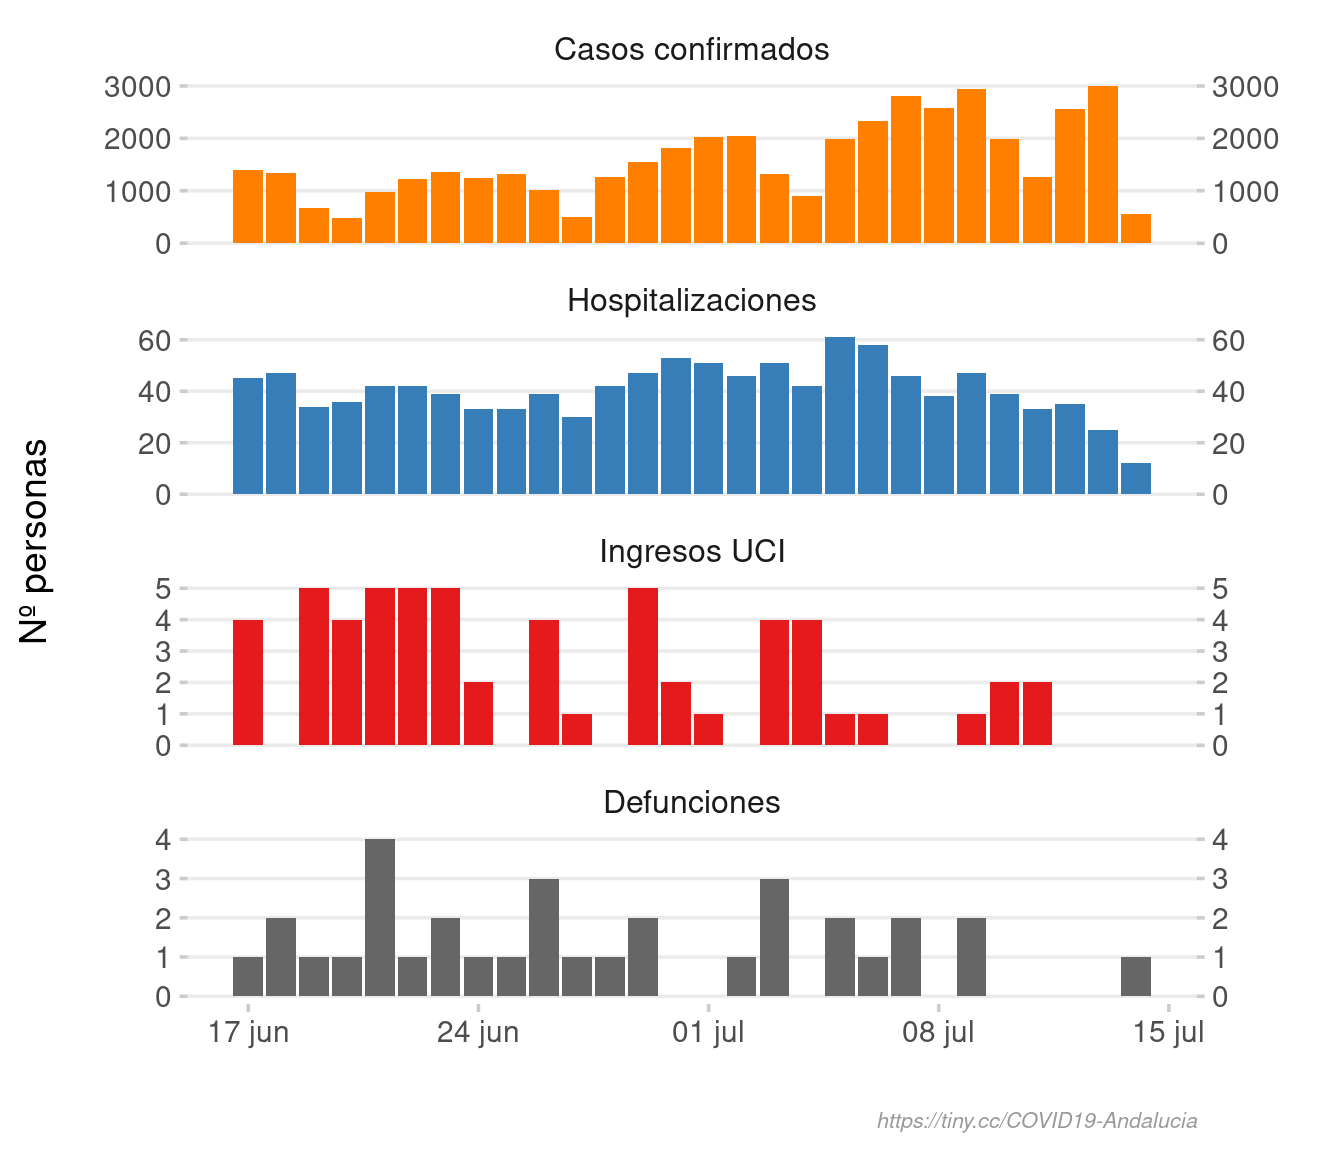 Casos confirmados
3000 3000
2000 2000
1000 1000
0 0
Hospitalizaciones
60 60
40 40
20 20
0 0
Nº personas
Ingresos UCI
5 5
4 4
3 3
2 2
1 1
0 0
Defunciones
4 4
3 3
2 2
1 1
0 0
17 jun 24 jun 01 jul 08 jul 15 jul
https://tiny.cc/COVID19-Andalucia